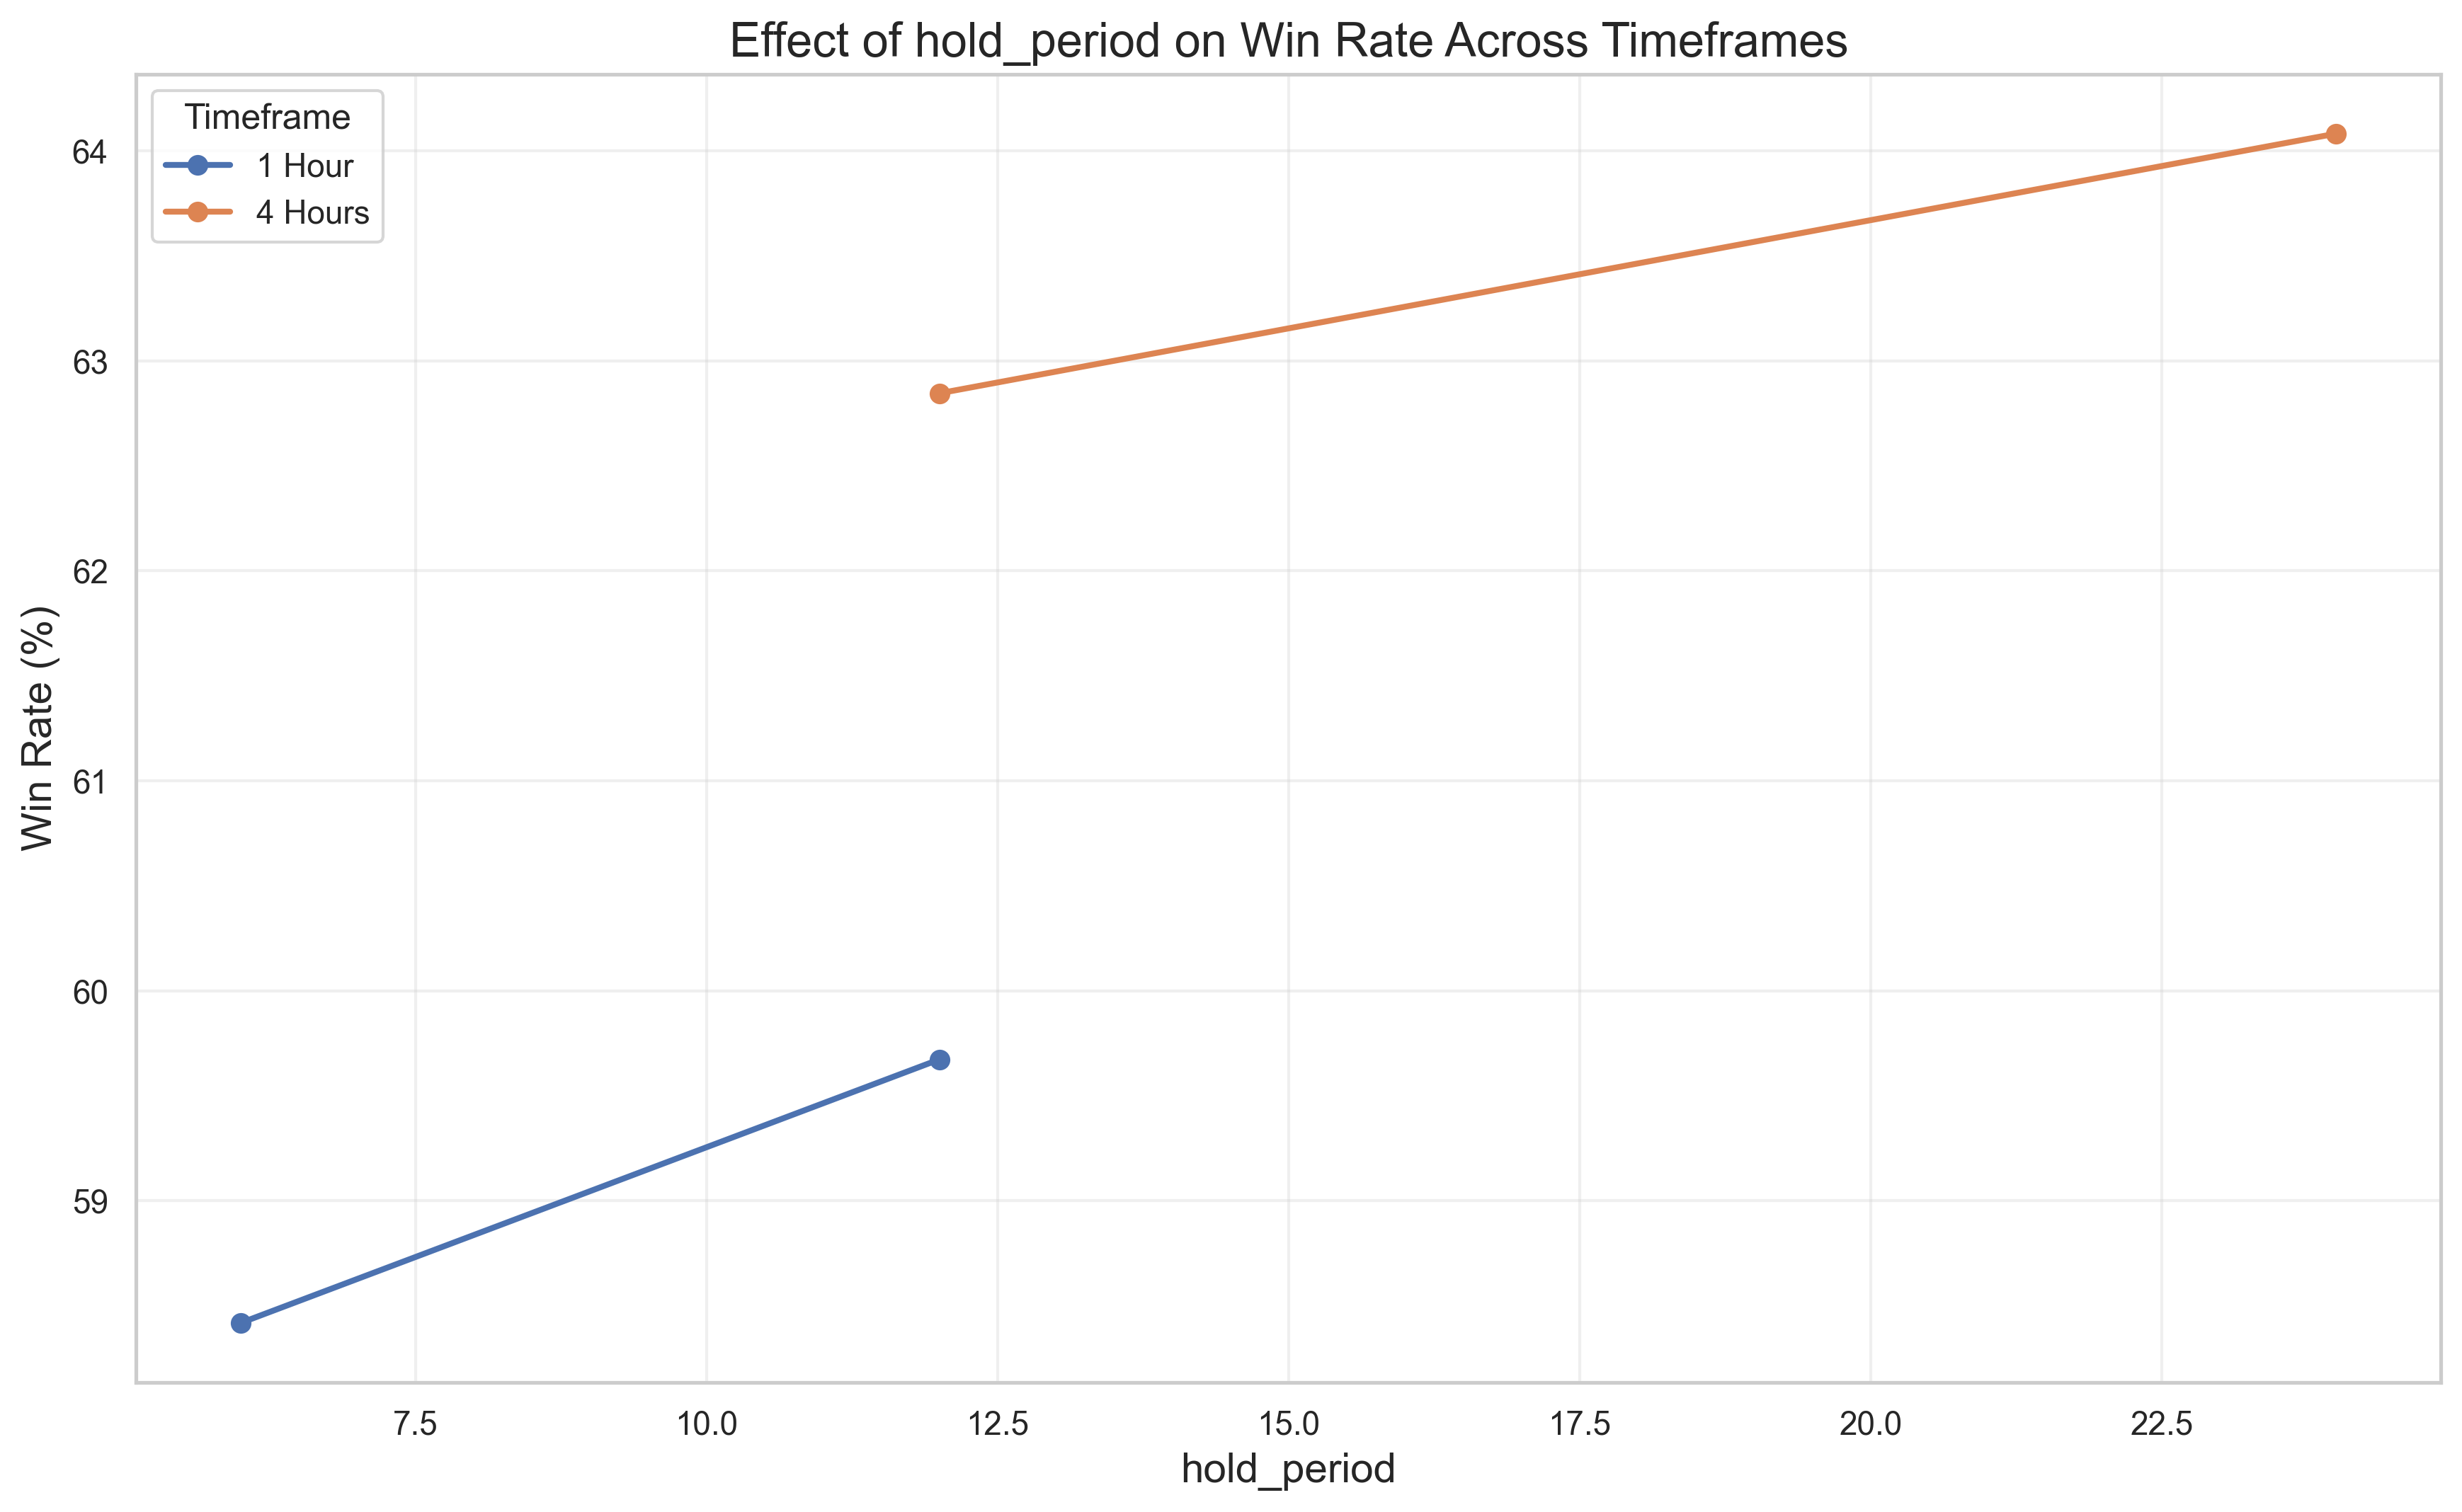 Effect of hold_period on Win Rate Across Timeframes
Timeframe
1 Hour
4 Hours
64
63
62
61
60
59
Win Rate (%)
7.5 10.0 12.5 15.0 17.5 20.0 22.5
hold_period